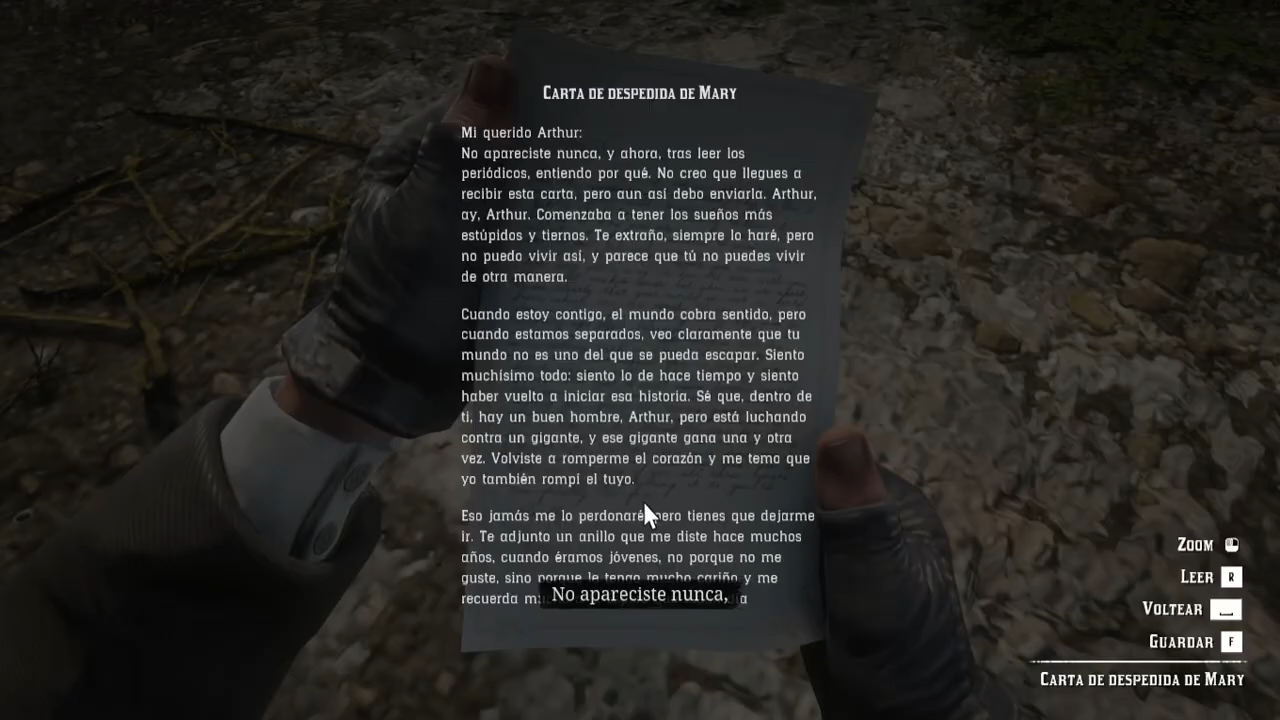 CARTA DE DESPEDIDA DE MARY
Mi querido Arthur:
No apareciste nunca, y ahora, tras leer los
periódicos, entiendo por qué. No creo que llegues a
recibir esta carta, pero aun así debo enviarla. Arthur,
ay, Arthur. Comenzaba a tener los sueños más
estúpidos y tiernos. Te extraño, siempre lo haré, pero
no puedo vivir así, y parece que tú no puedes vivir
de otra manera.
Cuando estoy contigo, el mundo cobra sentido, pero
cuando estamos separados, veo claramente que tu
mundo no es uno del que se pueda escapar. Siento
muchísimo todo: siento lo de hace tiempo y siento
haber vuelto a iniciar esa historia. Sé que, dentro de
ti, hay un buen hombre, Arthur, pero está luchando
contra un gigante, y ese gigante gana una y otra
vez. Volviste a romperme el corazón y me temo que
yo también rompí el tuyo.
Eso jamás me lo perdonaré, pero tienes que dejarme
ir. Te adjunto un anillo que me diste hace muchos
años, cuando éramos jóvenes, no porque no me
guste, sino porque le tengo mucho cariño y me
recuerda
No apareciste nunca,
ZOOM
LEER R
VOLTEAR
GUARDAR F
CARTA DE DESPEDIDA DE MARY